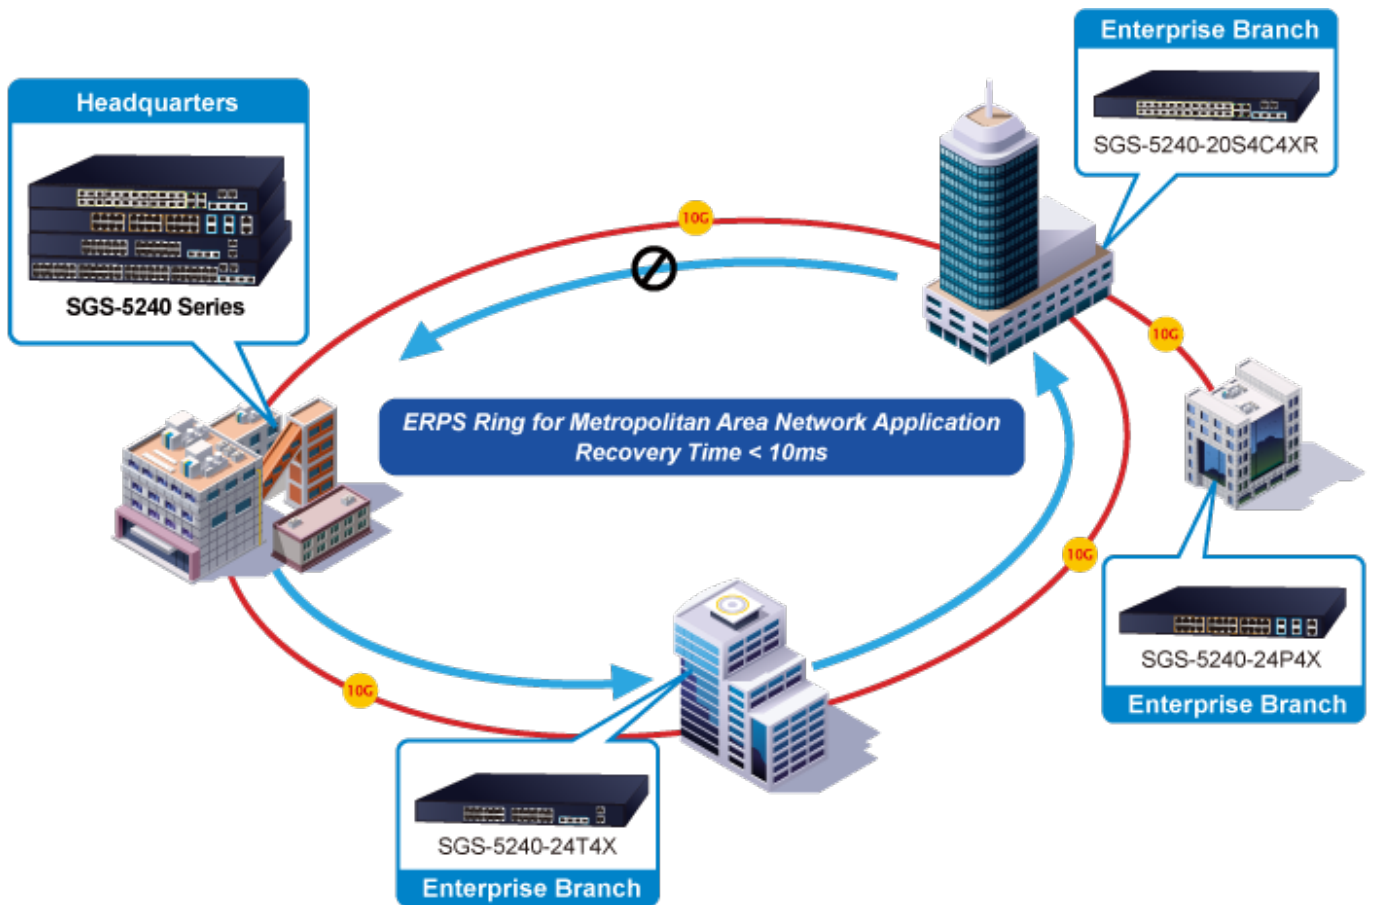 Enterprise Branch
SGS-5240-20S4C4XR
Headquarters
SGS-5240 Series
10G
10G
ERPS Ring for Metropolitan Area Network Application
Recovery Time < 10ms
10G
SGS-5240-24P4X
Enterprise Branch
10G
SGS-5240-24T4X
Enterprise Branch